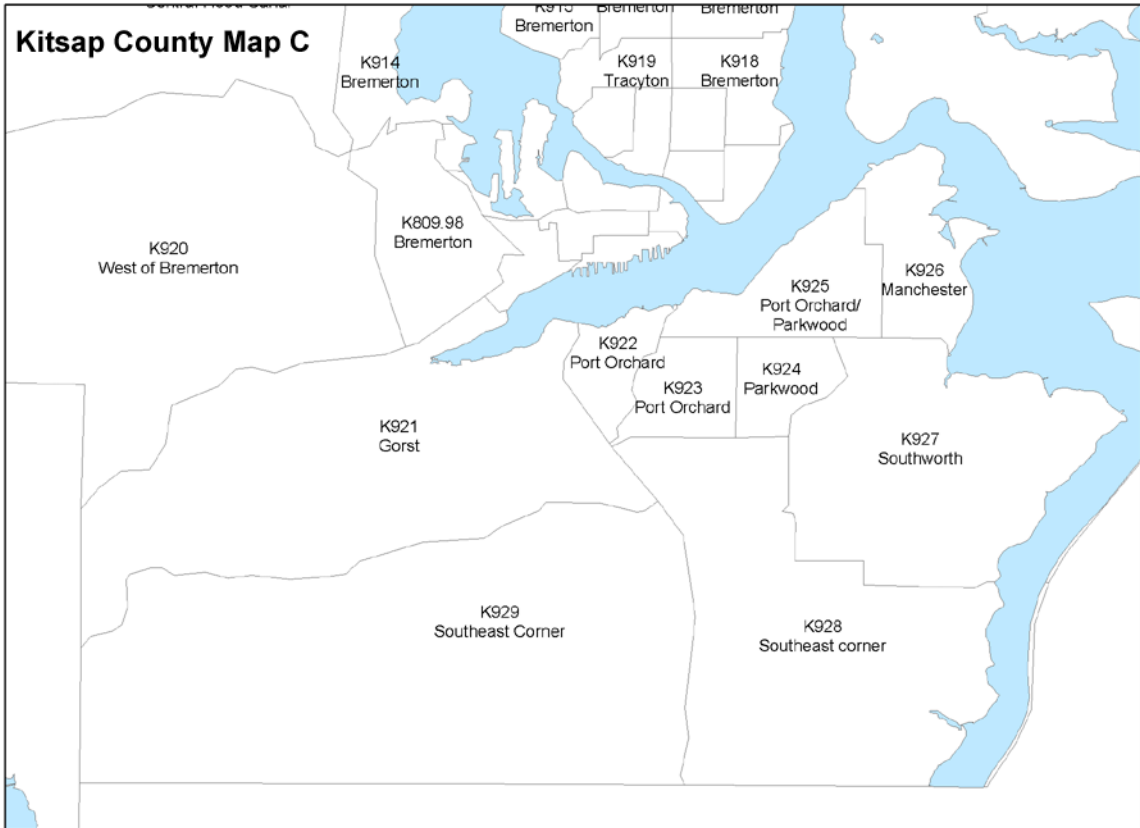 Kitsap County Map C
Bremerton
Bremerton
Bremerton
K914
Bremerton
K919
Tracyton
K918
Bremerton
K809.98
Bremerton
K920
West of Bremerton
K925
Port Orchard/
Parkwood
K926
Manchester
K922
Port Orchard
K923
Port Orchard
K924
Parkwood
K921
Gorst
K927
Southworth
K929
Southeast Corner
K928
Southeast corner